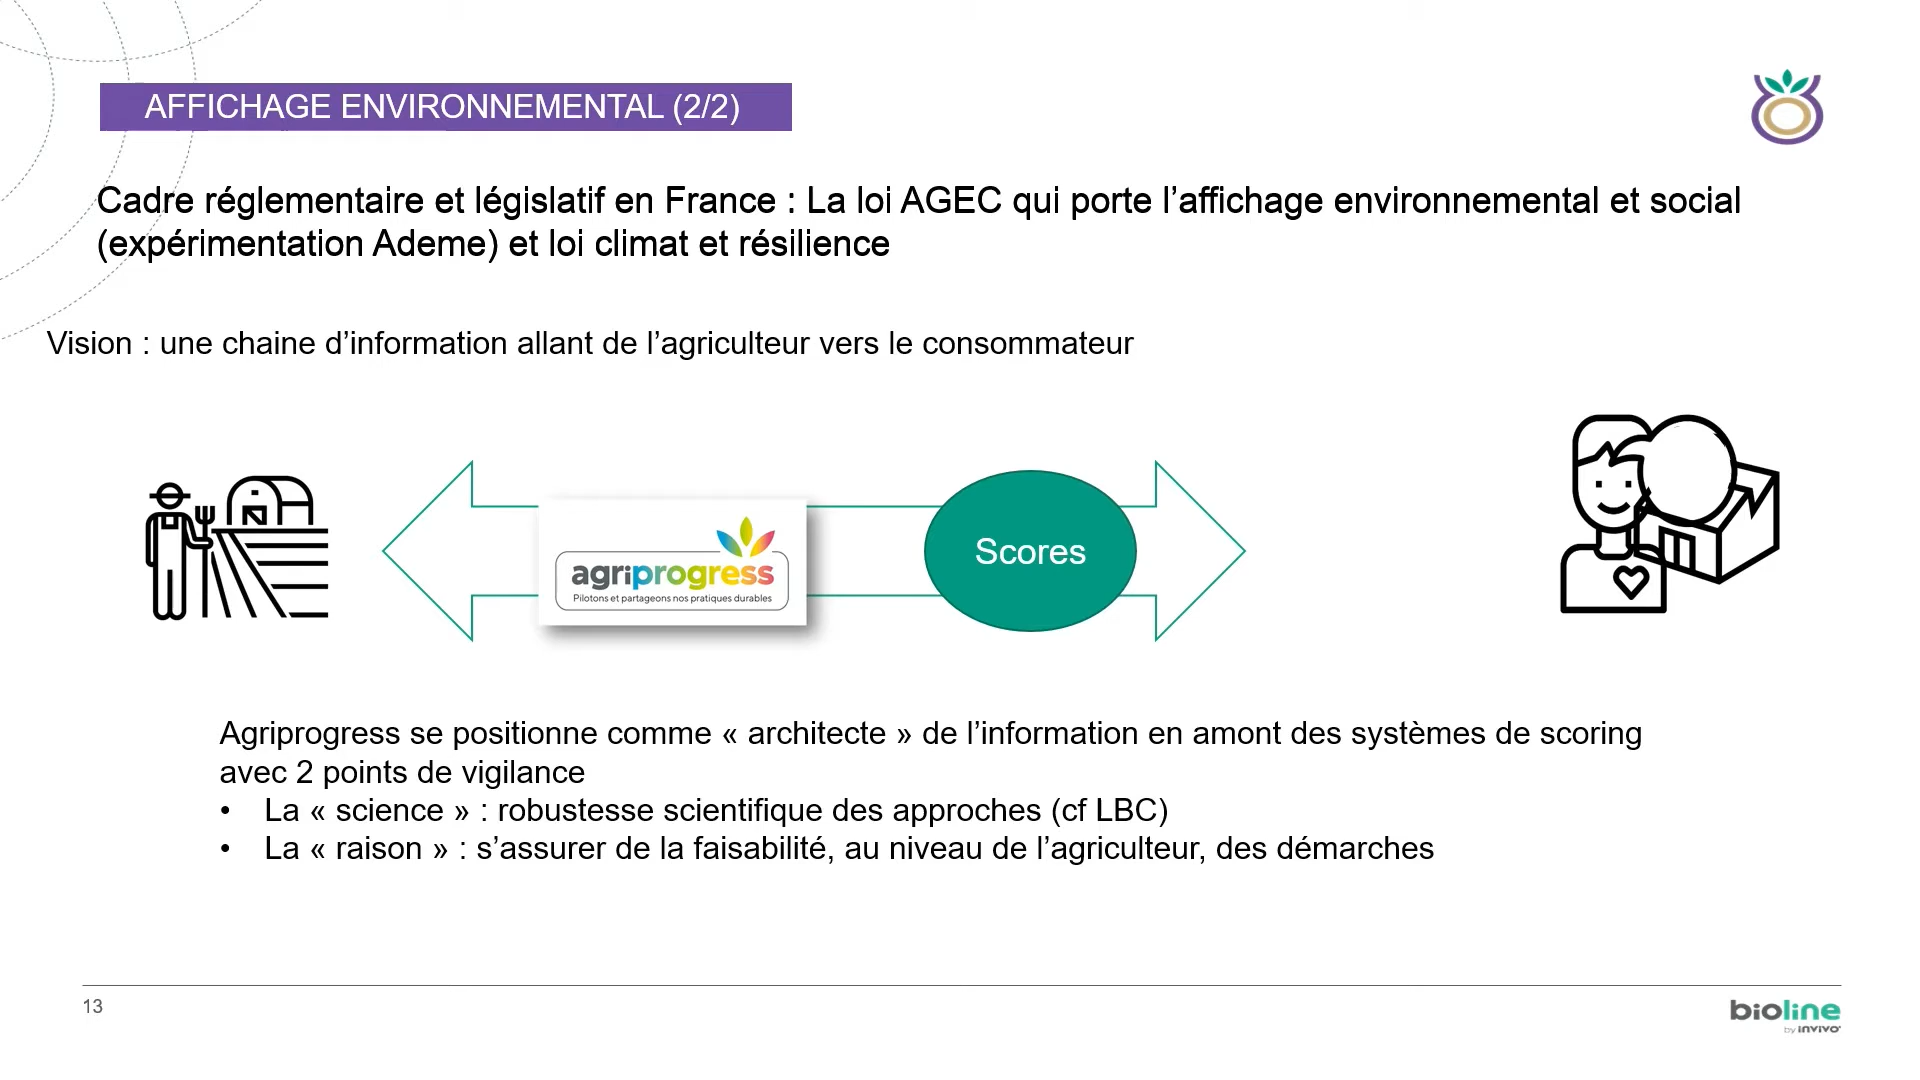 AFFICHAGE ENVIRONNEMENTAL (2/2)
Cadre réglementaire et législatif en France : La loi AGEC qui porte l’affichage environnemental et social
(expérimentation Ademe) et loi climat et résilience
Vision : une chaine d’information allant de l’agriculteur vers le consommateur
agriprogress
Pilotons et partageons nos pratiques durables
Scores
Agriprogress se positionne comme « architecte » de l’information en amont des systèmes de scoring
avec 2 points de vigilance
• La « science » : robustesse scientifique des approches (cf LBC)
• La « raison » : s’assurer de la faisabilité, au niveau de l’agriculteur, des démarches
13
bioline
by invivo